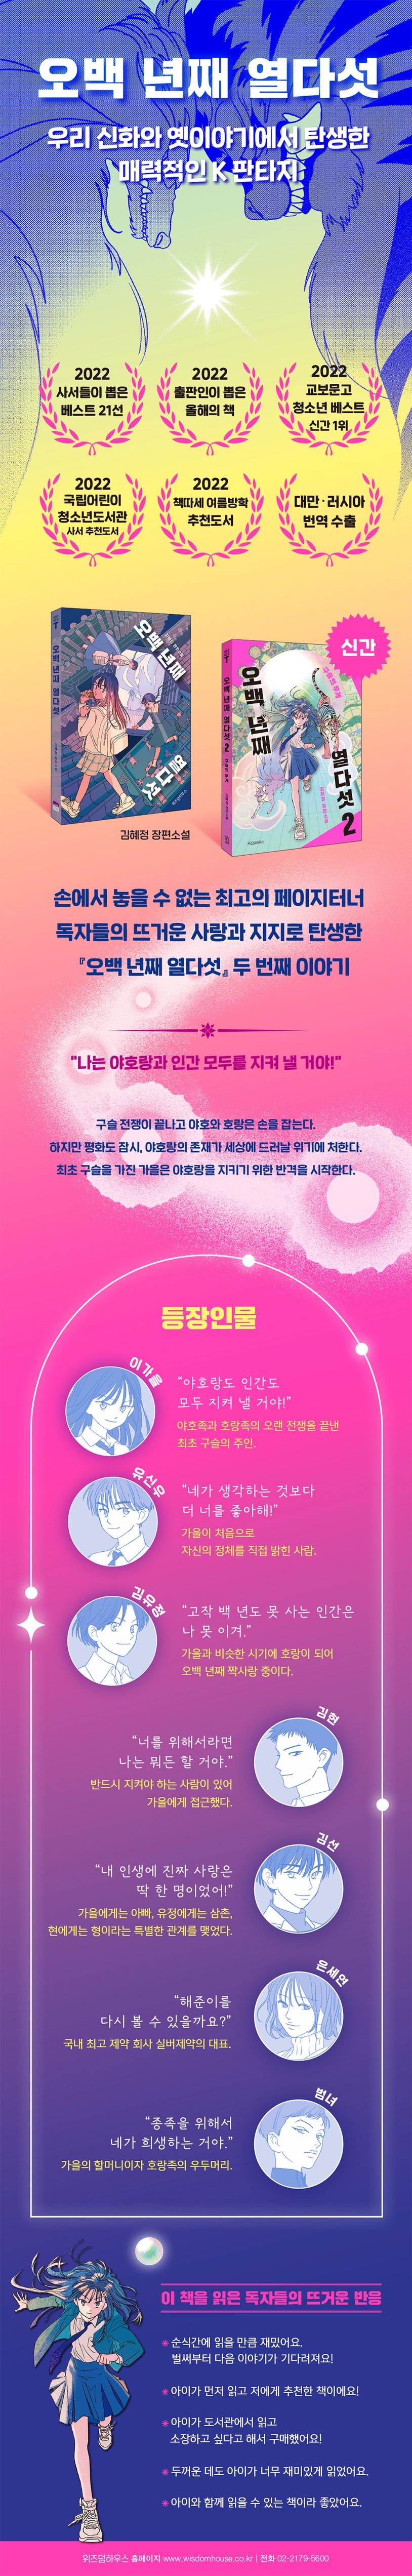 오백 년째 열다섯
우리 신화와 옛이야기에서 탄생한
매력적인 K 판타지
2022
사서들이 뽑은
베스트 21선
2022
출판인이 뽑은
올해의 책
2022
교보문고
청소년 베스트
신간 1위
2022
국립어린이
청소년도서관
사서 추천도서
2022
책따세 여름방학
추천도서
대만·러시아
번역 수출
오백 년째 열다섯
오백 년째
열다섯
김혜정 장편소설
신간
오백 년째 열다섯 2
오백 년째
열다섯
2
손에서 놓을 수 없는 최고의 페이지터너
독자들의 뜨거운 사랑과 지지로 탄생한
『오백 년째 열다섯』 두 번째 이야기
"나는 야호랑과 인간 모두를 지켜 낼 거야!"
구슬 전쟁이 끝나고 야호와 호랑은 손을 잡는다.
하지만 평화도 잠시, 야호랑의 존재가 세상에 드러날 위기에 처한다.
최초 구슬을 가진 가을은 야호랑을 지키기 위한 반격을 시작한다.
등장인물
이가을
“야호랑도 인간도
모두 지켜 낼 거야!”
야호족과 호랑족의 오랜 전쟁을 끝낸
최초 구슬의 주인.
유신우
“네가 생각하는 것보다
더 너를 좋아해!”
가을이 처음으로
자신의 정체를 직접 밝힌 사람.
김유정
“고작 백 년도 못 사는 인간은
나 못 이겨.”
가을과 비슷한 시기에 호랑이 되어
오백 년째 짝사랑 중이다.
김현
“너를 위해서라면
나는 뭐든 할 거야.”
반드시 지켜야 하는 사람이 있어
가을에게 접근했다.
김선
“내 인생에 진짜 사랑은
딱 한 명이었어!”
가을에게는 아빠, 유정에게는 삼촌,
현에게는 형이라는 특별한 관계를 맺었다.
은세연
“해준이를
다시 볼 수 있을까요?”
국내 최고 제약 회사 실버제약의 대표.
범녀
“종족을 위해서
네가 희생하는 거야.”
가을의 할머니이자 호랑족의 우두머리.
이 책을 읽은 독자들의 뜨거운 반응
순식간에 읽을 만큼 재밌어요.
벌써부터 다음 이야기가 기다려져요!
아이가 먼저 읽고 저에게 추천한 책이에요!
아이가 도서관에서 읽고
소장하고 싶다고 해서 구매했어요!
두꺼운 데도 아이가 너무 재미있게 읽었어요.
아이와 함께 읽을 수 있는 책이라 좋았어요.
위즈덤하우스 홈페이지 www.wisdomhouse.co.kr | 전화 02-2179-5600